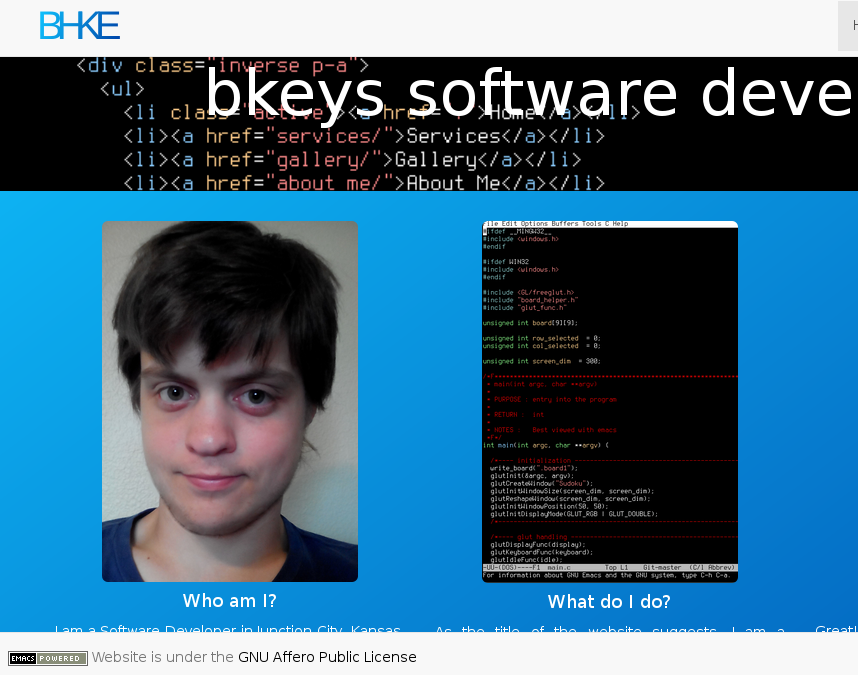 BHKE
H
<div class="inverse p-a">
<ul>
<li class="active"><a href=".">Home</a></li>
bkeys software deve
<li><a href="services/">Services</a></li>
<li><a href="gallery/">Gallery</a></li>
<li><a href="about_me/">About Me</a></li>
File Edit Options Buffers Tools C Help
#ifdef __MINGW32__
#include <windows.h>
#endif
#ifdef WIN32
#include <windows.h>
#endif
#include <GL/freeglut.h>
#include "board_helper.h"
#include "glut_func.h"
unsigned int board[9][9];
unsigned int row_selected = 0;
unsigned int col_selected = 0;
unsigned int screen_dim = 300;
* main(int argc, char **argv)
*
* PURPOSE : entry into the program
*
* RETURN : int
*
* NOTES : Best viewed with emacs
*F*/
int main(int argc, char **argv) {
/*---- initialization ----
write_board(".board1");
glutInit(&argc, argv);
glutCreateWindow("Sudoku");
glutInitWindowSize(screen_dim, screen_dim);
glutReshapeWindow(screen_dim, screen_dim);
glutInitWindowPosition(50, 50);
glutInitDisplayMode(GLUT_RGB | GLUT_DOUBLE);
/*---- glut handling ----
glutDisplayFunc(display);
glutKeyboardFunc(keyboard);
glutIdleFunc(idle);
-UU-(DOS)----F1 main.c Top L1 Git-master (C/l Abbrev)
For information about GNU Emacs and the GNU system, type C-h C-a.
Who am I?
What do I do?
I am a Software Developer in Junction City, Kansas
As the title of the website suggests, I am a
Great!
EMACS POWERED Website is under the GNU Affero Public License